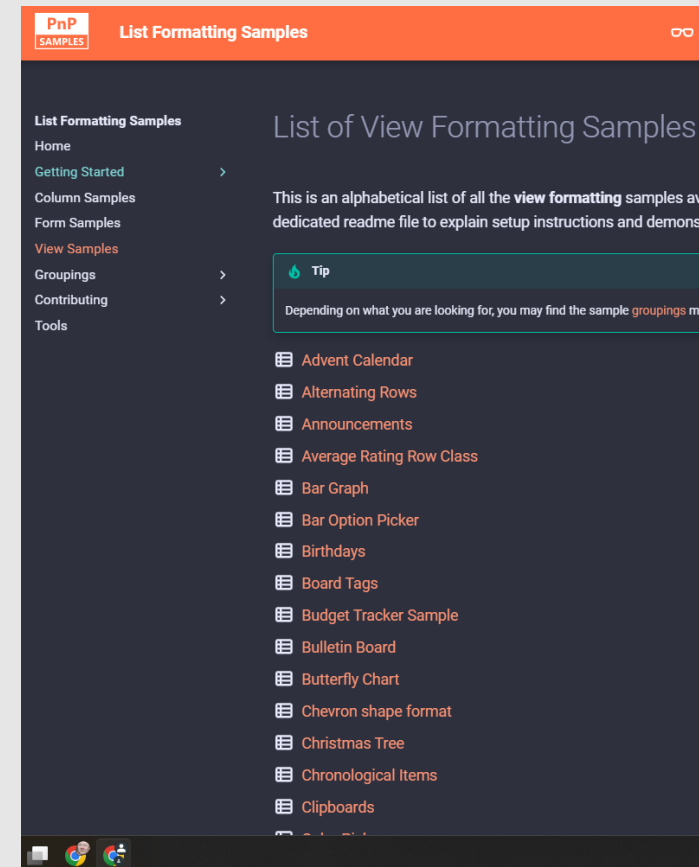 PnP
SAMPLES
List Formatting Samples
List Formatting Samples
Home
Getting Started
Column Samples
Form Samples
View Samples
Groupings
Contributing
Tools
List of View Formatting Samples
This is an alphabetical list of all the view formatting samples av
dedicated readme file to explain setup instructions and demons
Tip
Depending on what you are looking for, you may find the sample groupings m
Advent Calendar
Alternating Rows
Announcements
Average Rating Row Class
Bar Graph
Bar Option Picker
Birthdays
Board Tags
Budget Tracker Sample
Bulletin Board
Butterfly Chart
Chevron shape format
Christmas Tree
Chronological Items
Clipboards